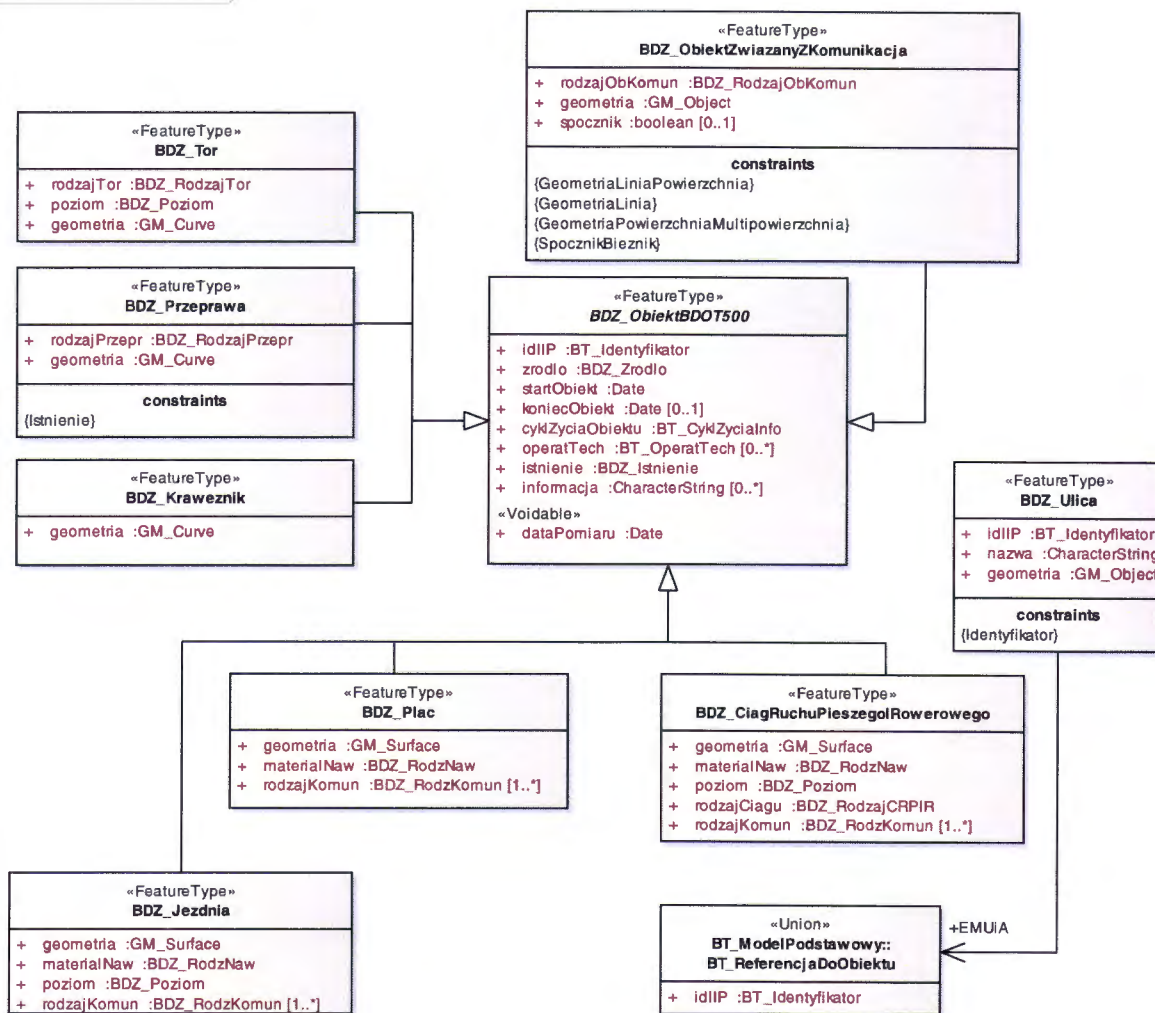 «FeatureType»
BDZ_ObiektZwiazanyZKomunikacja
+ rodzajObKomun :BDZ_RodzajObKomun
+ geometria :GM_Object
+ spocznik :boolean [0..1]
constraints
{GeometriaLiniaPowierzchnia}
{GeometriaLinia}
{GeometriaPowierzchniaMultipowierzchnia}
{SpocznikBieznik}
«FeatureType»
BDZ_Tor
+ rodzajTor :BDZ_RodzajTor
+ poziom :BDZ_Poziom
+ geometria :GM_Curve
«FeatureType»
BDZ_Przeprawa
+ rodzajPrzepr :BDZ_RodzajPrzepr
+ geometria :GM_Curve
constraints
{Istnienie}
«FeatureType»
BDZ_Kraweznik
+ geometria :GM_Curve
«FeatureType»
BDZ_ObiektBDOT500
+ idIIP :BT_Identyfikator
+ zrodlo :BDZ_Zrodlo
+ startObiekt :Date
+ koniecObiekt :Date [0..1]
+ cyklZyciaObiektu :BT_CyklZyciaInfo
+ operatTech :BT_OperatTech [0..*]
+ istnienie :BDZ_Istnienie
+ informacja :CharacterString [0..*]
«Voidable»
+ dataPomiaru :Date
«FeatureType»
BDZ_Ulica
+ idIIP :BT_Identyfikator
+ nazwa :CharacterString
+ geometria :GM_Object
constraints
{Identyfikator}
«FeatureType»
BDZ_Plac
+ geometria :GM_Surface
+ materialNaw :BDZ_RodzNaw
+ rodzajKomun :BDZ_RodzKomun [1..*]
«FeatureType»
BDZ_CiagRuchuPieszegoIRowerowego
+ geometria :GM_Surface
+ materialNaw :BDZ_RodzNaw
+ poziom :BDZ_Poziom
+ rodzajCiagu :BDZ_RodzajCRPIR
+ rodzajKomun :BDZ_RodzKomun [1..*]
«FeatureType»
BDZ_Jezdnia
+ geometria :GM_Surface
+ materialNaw :BDZ_RodzNaw
+ poziom :BDZ_Poziom
+ rodzajKomun :BDZ_RodzKomun [1..*]
«Union»
BT_ModelPodstawowy::
BT_ReferencjaDoObiektu
+ idIIP :BT_Identyfikator
+EMUiA